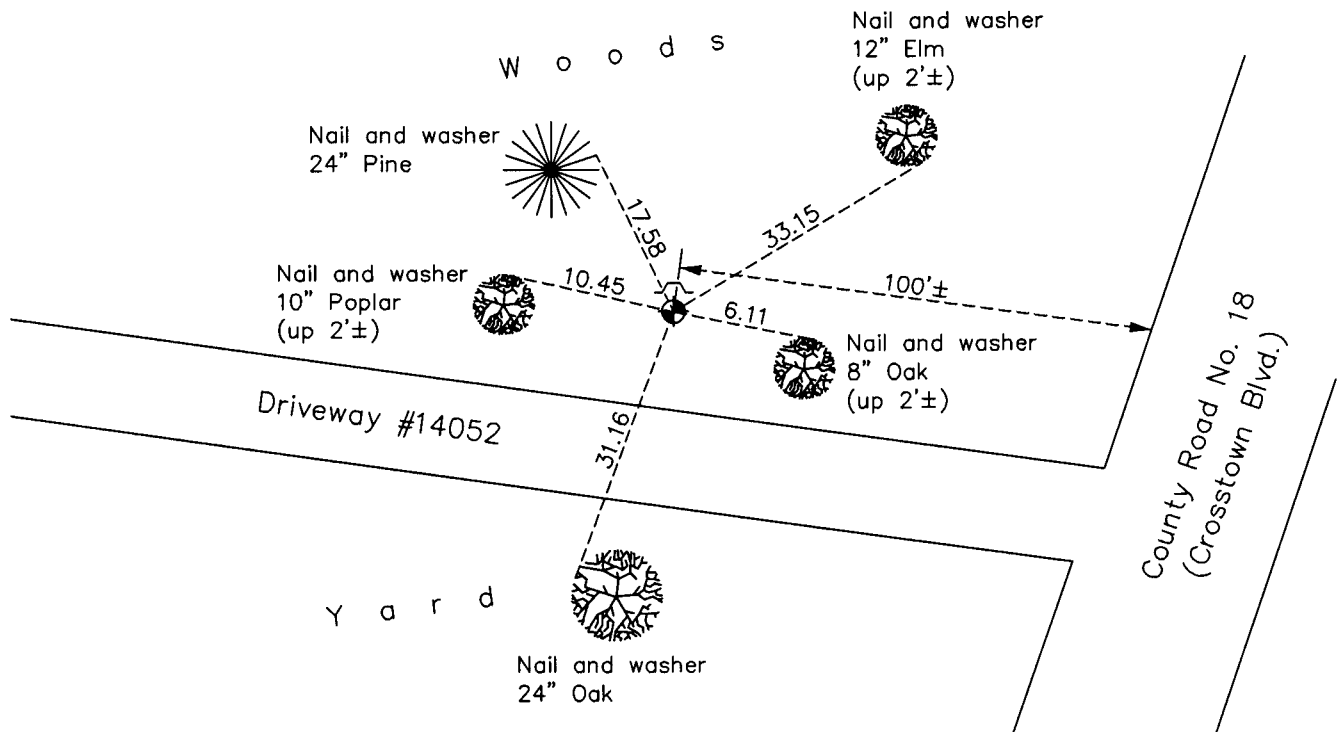 Woods
Nail and washer
12" Elm
(up 2'±)
Nail and washer
24" Pine
17.58
33.15
Nail and washer
10" Poplar
(up 2'±)
10.45
100'±
6.11
Nail and washer
8" Oak
(up 2'±)
Driveway #14052
31.16
County Road No. 18
(Crosstown Blvd.)
Yard
Nail and washer
24" Oak